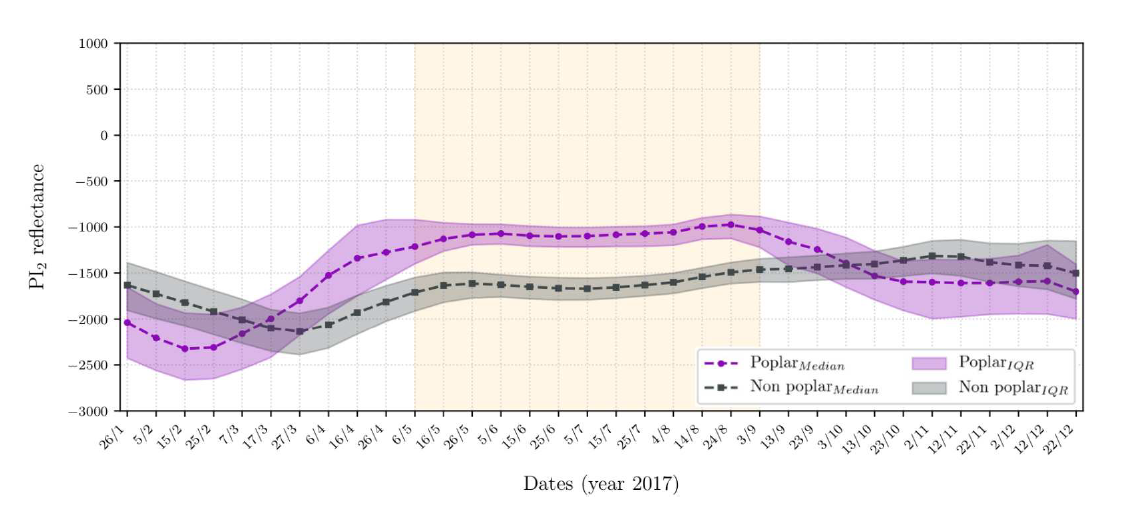 1000
500
0
−500
−1000
−1500
−2000
−2500
−3000
PI₂ reflectance
Poplar_Median
Non poplar_Median
Poplar_IQR
Non poplar_IQR
26/1 5/2 15/2 25/2 7/3 17/3 27/3 6/4 16/4 26/4 6/5 16/5 26/5 5/6 15/6 25/6 5/7 15/7 25/7 4/8 14/8 24/8 3/9 13/9 23/9 3/10 13/10 23/10 2/11 12/11 22/11 2/12 12/12 22/12
Dates (year 2017)